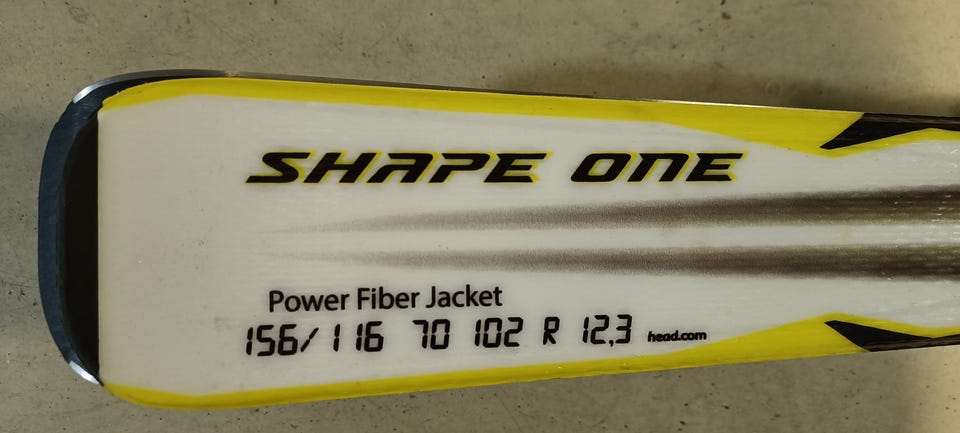 SHAPE ONE
Power Fiber Jacket
156/116 70 102 R 12,3 head.com